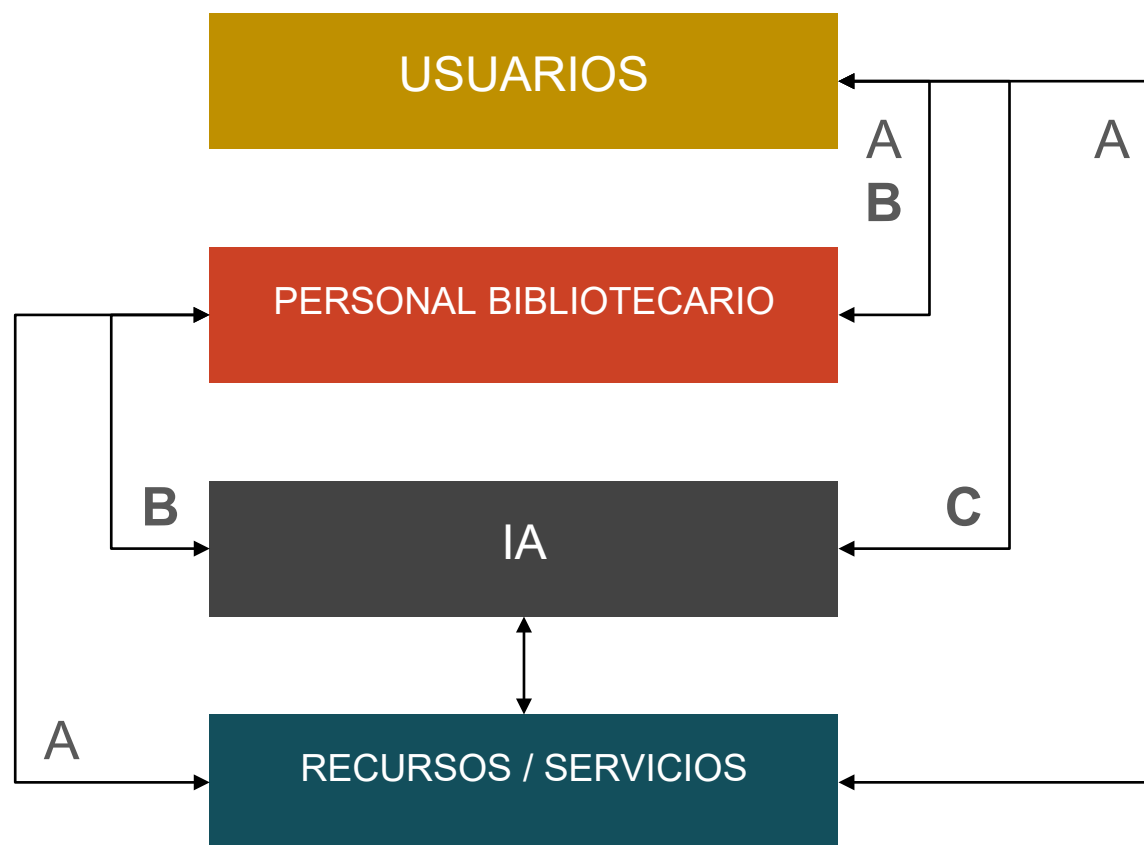 USUARIOS
A
A
B
PERSONAL BIBLIOTECARIO
B
IA
C
A
RECURSOS / SERVICIOS